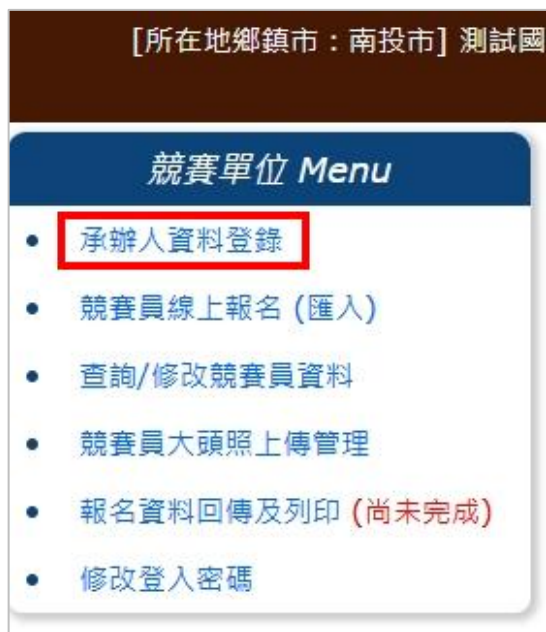 [所在地鄉鎮市：南投市] 測試國
競賽單位 Menu
承辦人資料登錄
競賽員線上報名 (匯入)
查詢/修改競賽員資料
競賽員大頭照上傳管理
報名資料回傳及列印 (尚未完成)
修改登入密碼